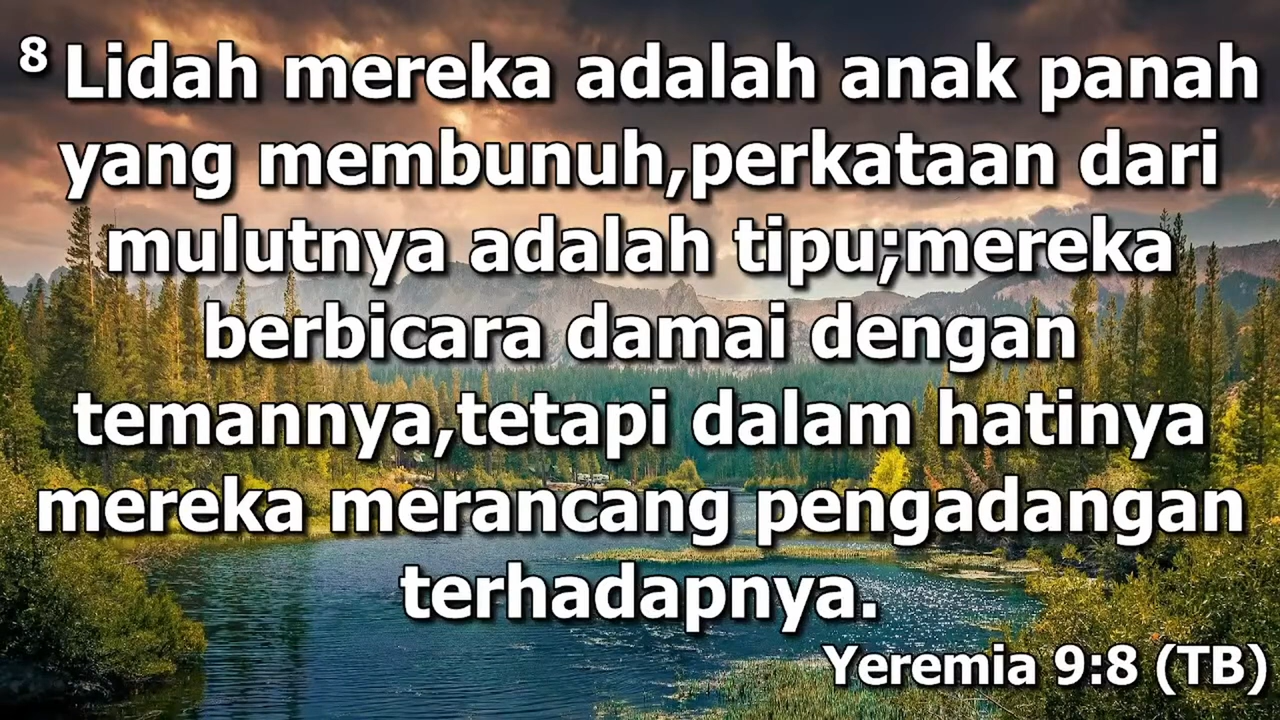 8 Lidah mereka adalah anak panah
yang membunuh,perkataan dari
mulutnya adalah tipu;mereka
berbicara damai dengan
temannya,tetapi dalam hatinya
mereka merancang pengadangan
terhadapnya.
Yeremia 9:8 (TB)